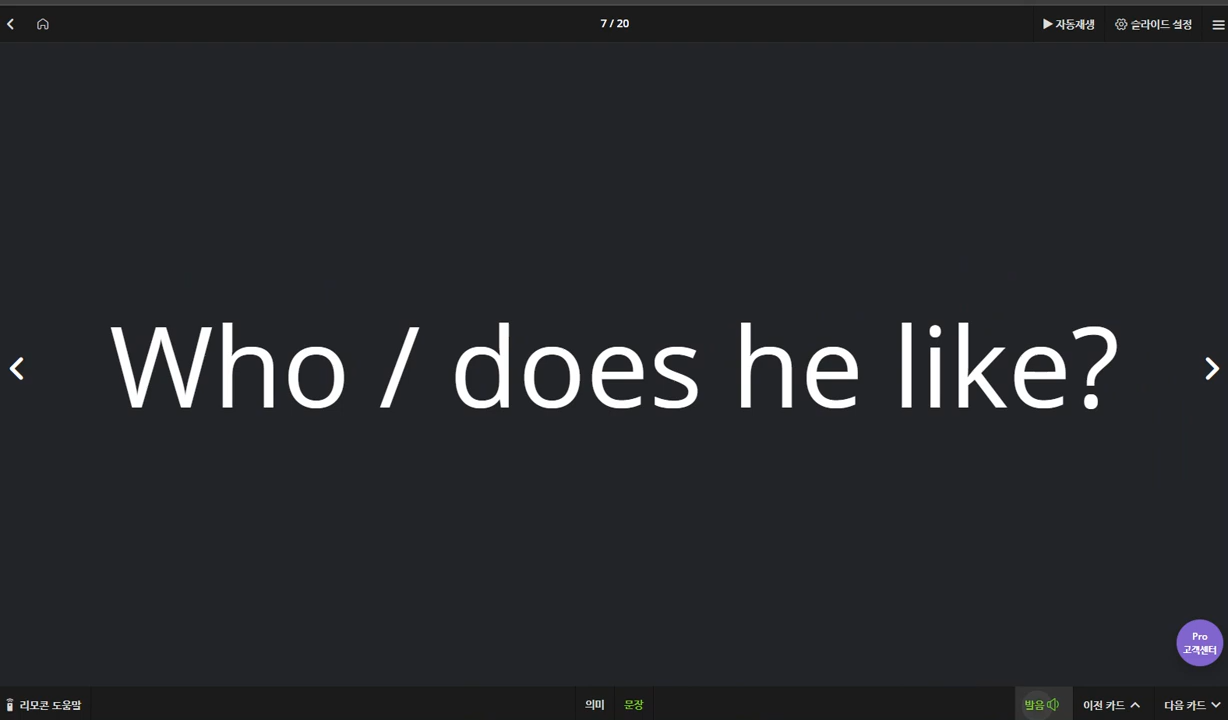 7 / 20
자동재생
슬라이드 설정
Who / does he like?
Pro
고객센터
리모콘 도움말
의미
문장
발음
이전 카드
다음 카드